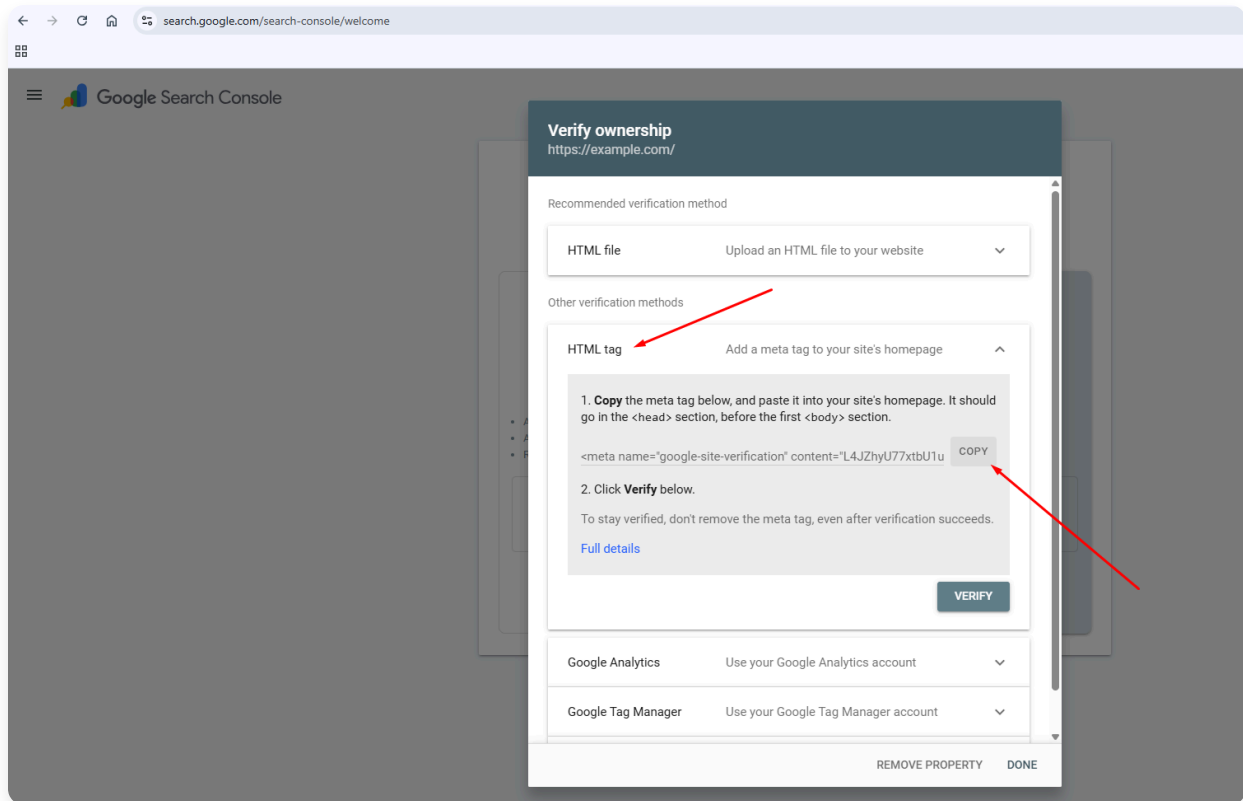 search.google.com/search-console/welcome
Google Search Console
Verify ownership
https://example.com/
Recommended verification method
HTML file Upload an HTML file to your website
Other verification methods
HTML tag Add a meta tag to your site's homepage
1. Copy the meta tag below, and paste it into your site's homepage. It should
go in the <head> section, before the first <body> section.
<meta name="google-site-verification" content="L4JZhyU77xtbU1u
COPY
2. Click Verify below.
To stay verified, don't remove the meta tag, even after verification succeeds.
Full details
VERIFY
Google Analytics Use your Google Analytics account
Google Tag Manager Use your Google Tag Manager account
REMOVE PROPERTY DONE